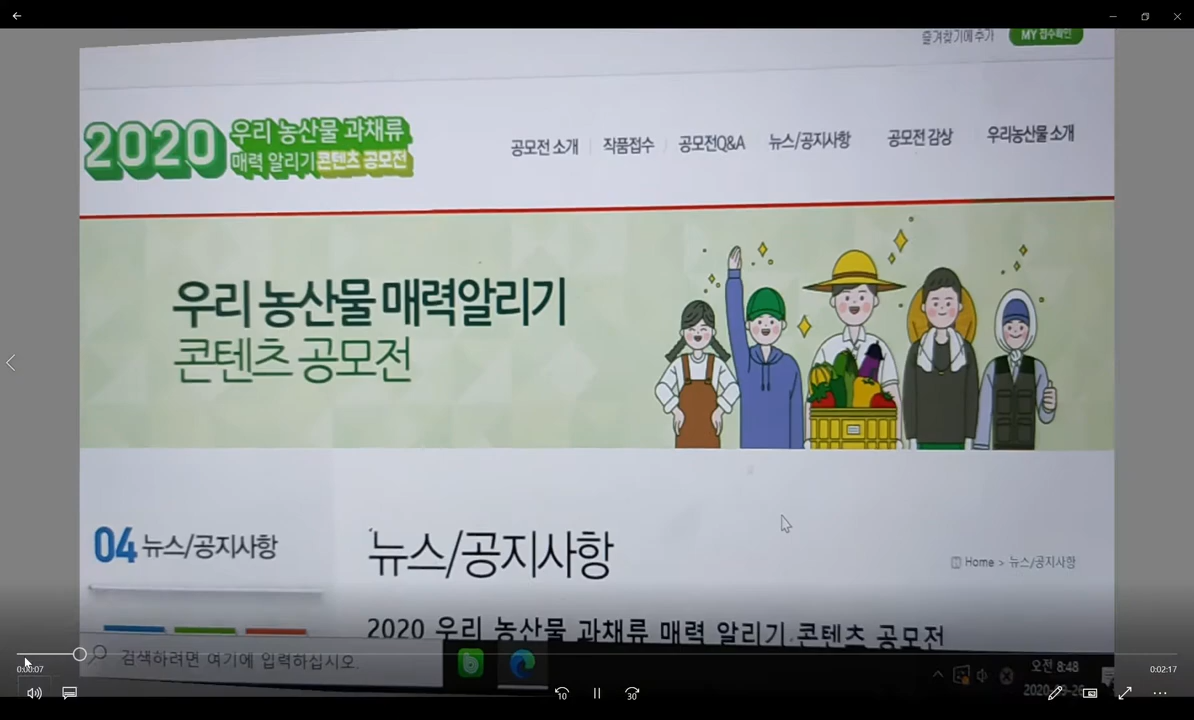 즐겨찾기에 추가 MY 접수확인
2020 우리 농산물 과채류
매력 알리기 콘텐츠 공모전
공모전 소개 작품접수 공모전Q&A 뉴스/공지사항 공모전 감상 우리농산물 소개
우리 농산물 매력알리기
콘텐츠 공모전
04 뉴스/공지사항
뉴스/공지사항
Home > 뉴스/공지사항
2020 우리 농산물 과채류 매력 알리기 콘텐츠 공모전
검색하려면 여기에 입력하십시오.
오전 8:48
0:00:07
0:02:17
10
30